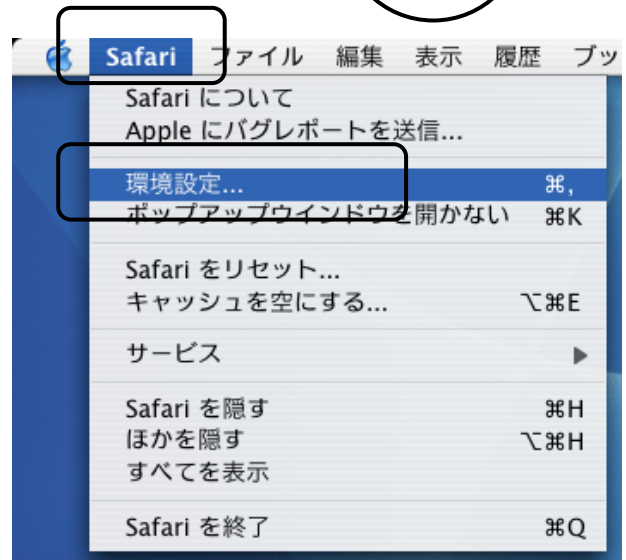 Safari ファイル 編集 表示 履歴 ブッ
Safari について
Apple にバグレポートを送信...
環境設定... ⌘,
ポップアップウインドウを開かない ⌘K
Safari をリセット...
キャッシュを空にする... ⌥⌘E
サービス ▶
Safari を隠す ⌘H
ほかを隠す ⌥⌘H
すべてを表示
Safari を終了 ⌘Q